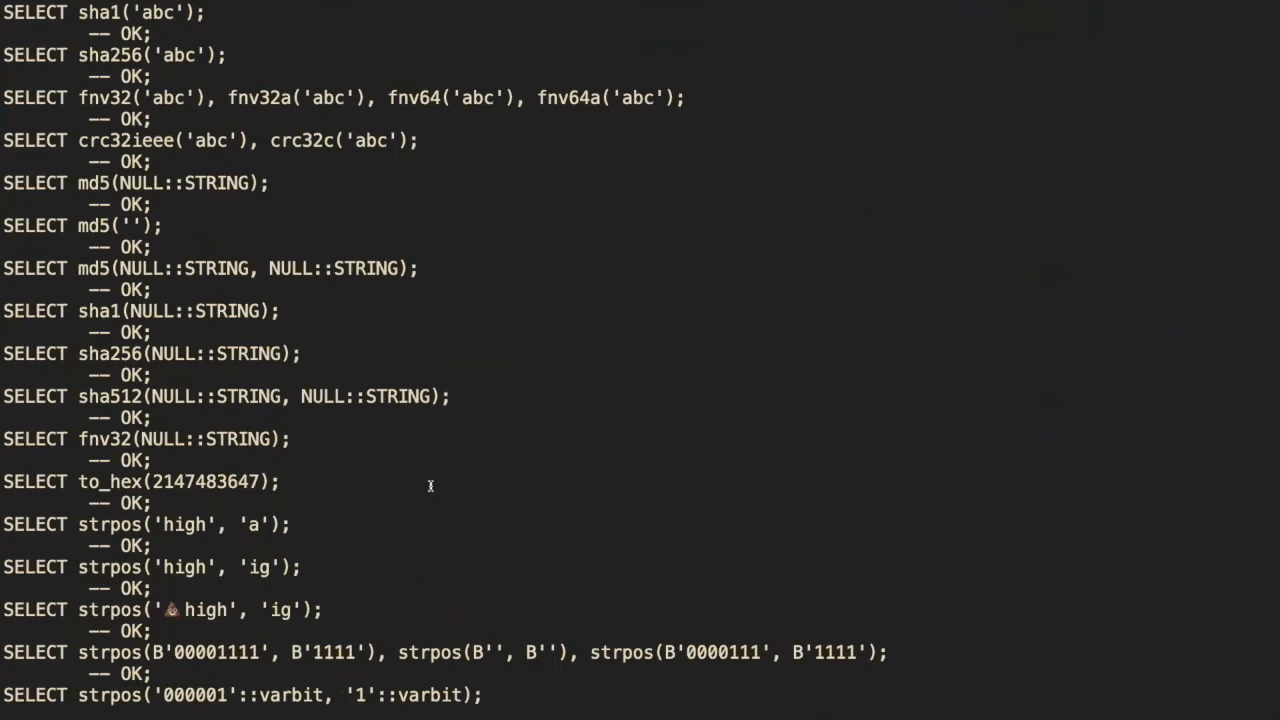 SELECT sha1('abc');
-- OK;
SELECT sha256('abc');
-- OK;
SELECT fnv32('abc'), fnv32a('abc'), fnv64('abc'), fnv64a('abc');
-- OK;
SELECT crc32ieee('abc'), crc32c('abc');
-- OK;
SELECT md5(NULL::STRING);
-- OK;
SELECT md5('');
-- OK;
SELECT md5(NULL::STRING, NULL::STRING);
-- OK;
SELECT sha1(NULL::STRING);
-- OK;
SELECT sha256(NULL::STRING);
-- OK;
SELECT sha512(NULL::STRING, NULL::STRING);
-- OK;
SELECT fnv32(NULL::STRING);
-- OK;
SELECT to_hex(2147483647);
-- OK;
SELECT strpos('high', 'a');
-- OK;
SELECT strpos('high', 'ig');
-- OK;
SELECT strpos('💩high', 'ig');
-- OK;
SELECT strpos(B'00001111', B'1111'), strpos(B'', B''), strpos(B'0000111', B'1111');
-- OK;
SELECT strpos('000001'::varbit, '1'::varbit);